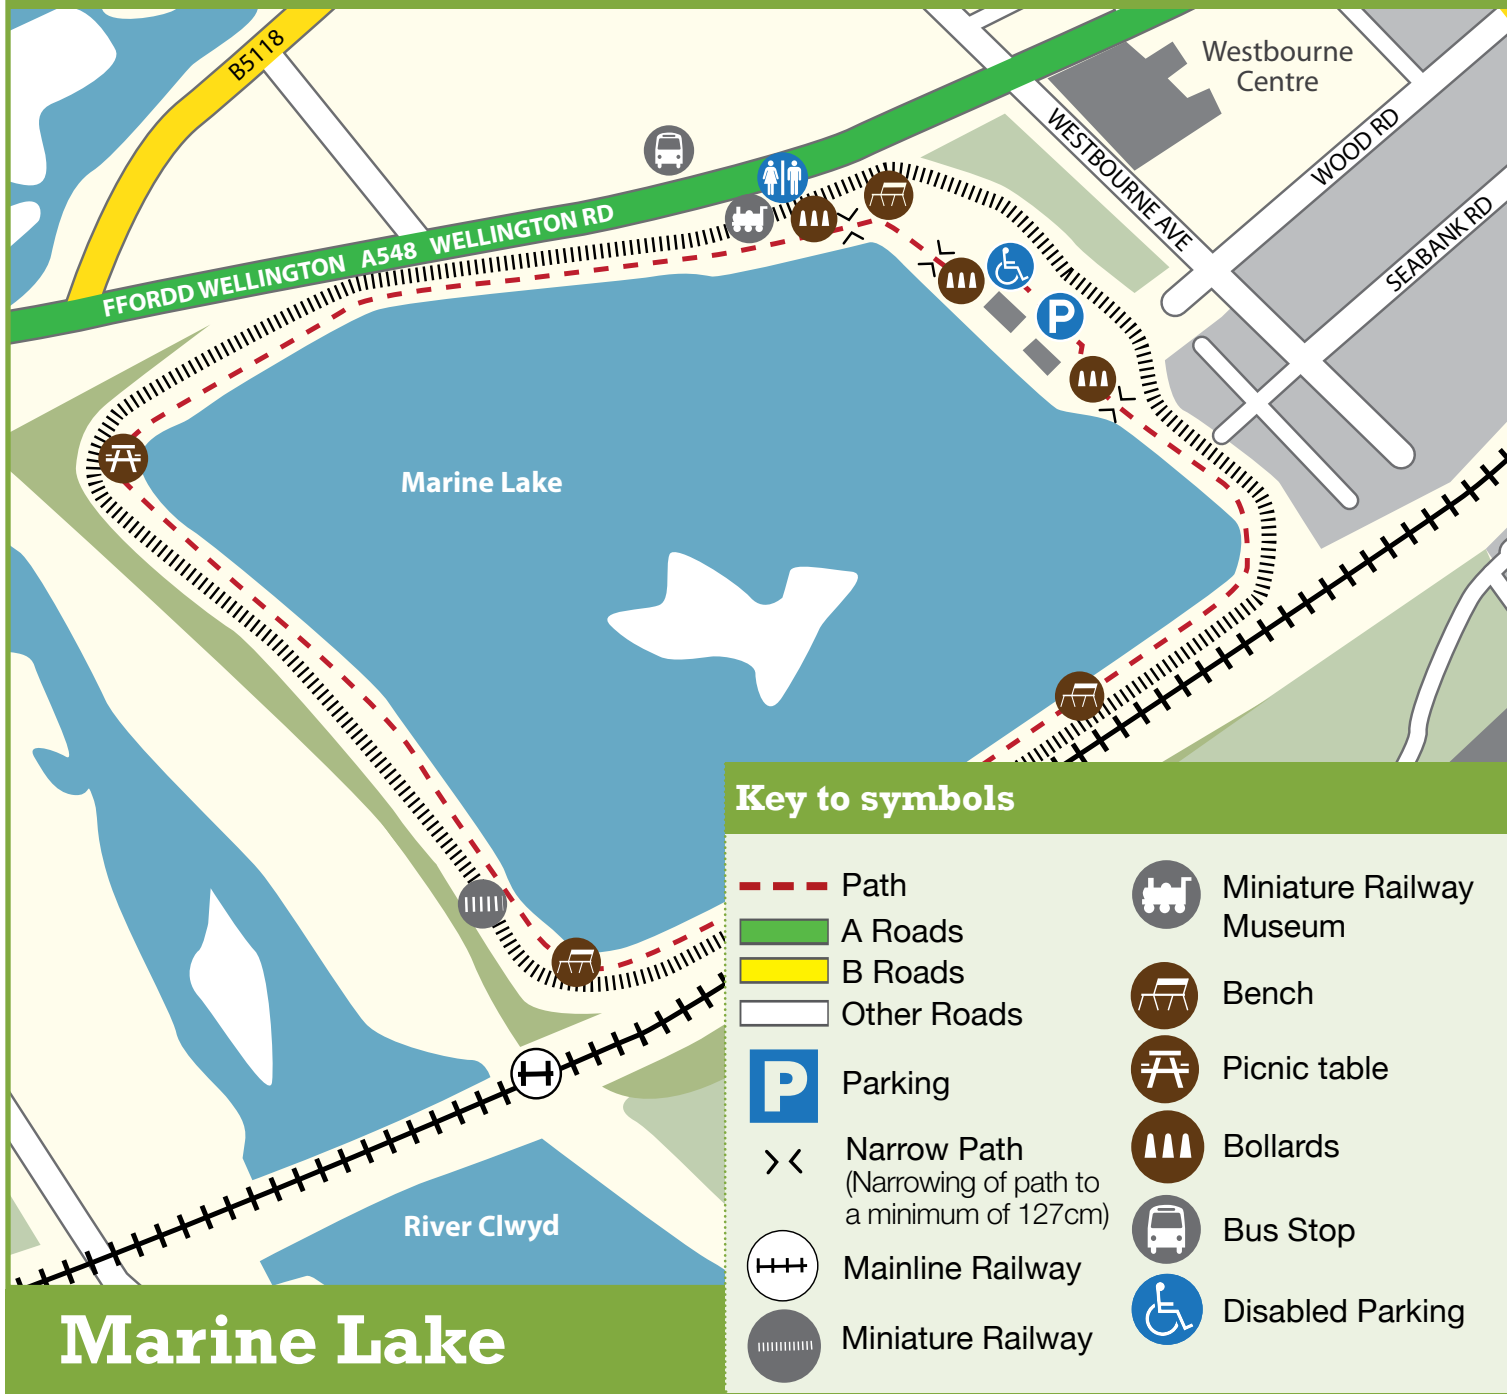 B5118
Westbourne
Centre
WESTBOURNE AVE
WOOD RD
SEABANK RD
FFORDD WELLINGTON A548 WELLINGTON RD
P
Marine Lake
River Clwyd
Marine Lake
Key to symbols
Path
A Roads
B Roads
Other Roads
P Parking
Narrow Path
(Narrowing of path to
a minimum of 127cm)
Mainline Railway
Miniature Railway
Miniature Railway
Museum
Bench
Picnic table
Bollards
Bus Stop
Disabled Parking